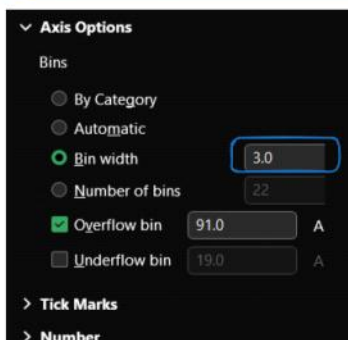 Axis Options
Bins
By Category
Automatic
Bin width 3.0
Number of bins 22
Overflow bin 91.0 A
Underflow bin 19.0 A
Tick Marks
Number